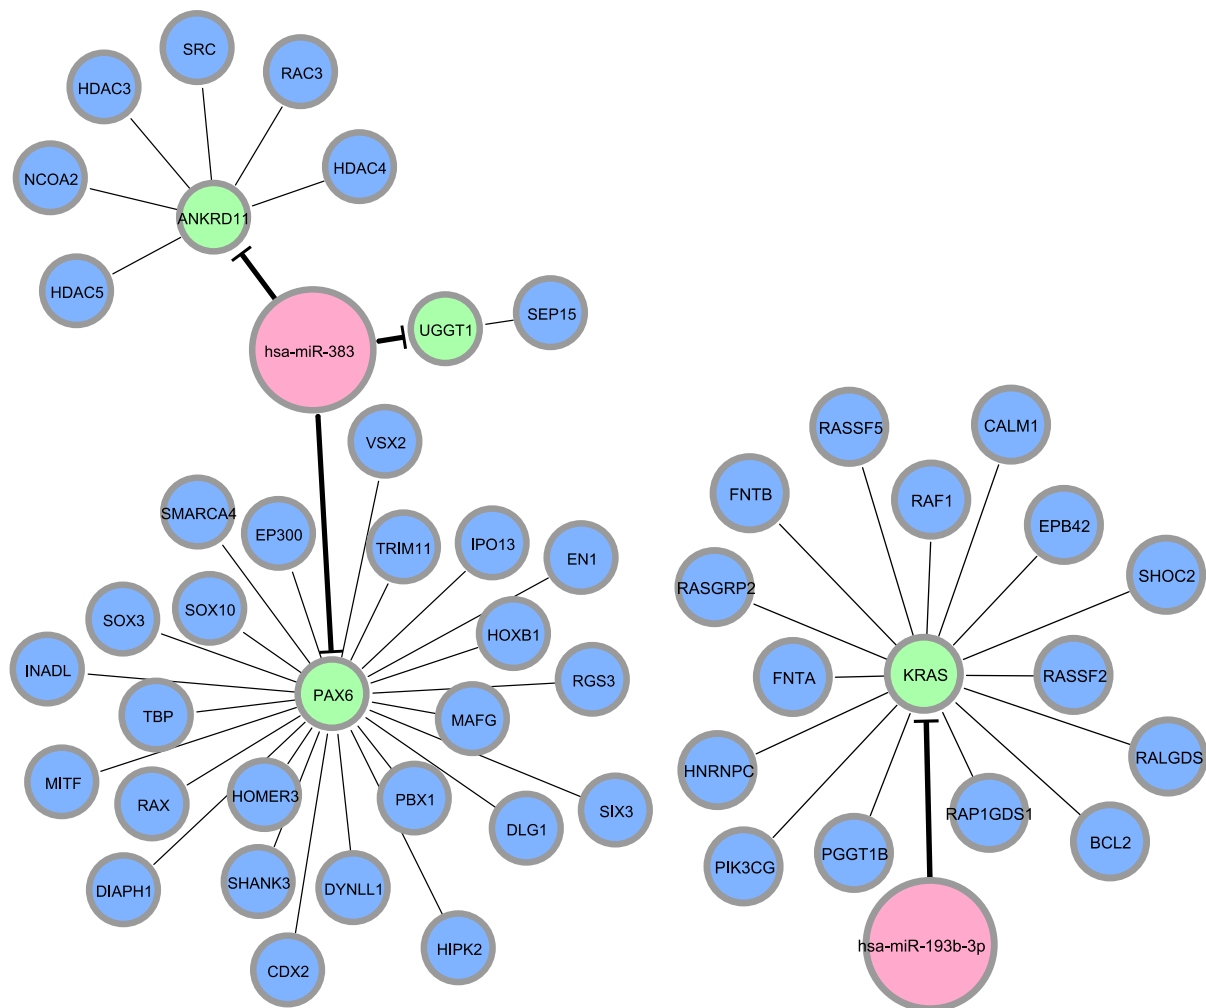 SRC
RAC3
HDAC3
HDAC4
NCOA2
ANKRD11
HDAC5
SEP15
UGGT1
hsa-miR-383
VSX2
SMARCA4
EP300
TRIM11
IPO13
EN1
SOX10
SOX3
HOXB1
INADL
RGS3
PAX6
TBP
MAFG
MITF
RAX
HOMER3
PBX1
SIX3
DLG1
DIAPH1
SHANK3
DYNLL1
HIPK2
CDX2
RASSF5
CALM1
FNTB
RAF1
EPB42
RASGRP2
SHOC2
FNTA
KRAS
RASSF2
HNRNPC
RALGDS
RAP1GDS1
PIK3CG
PGGT1B
BCL2
hsa-miR-193b-3p